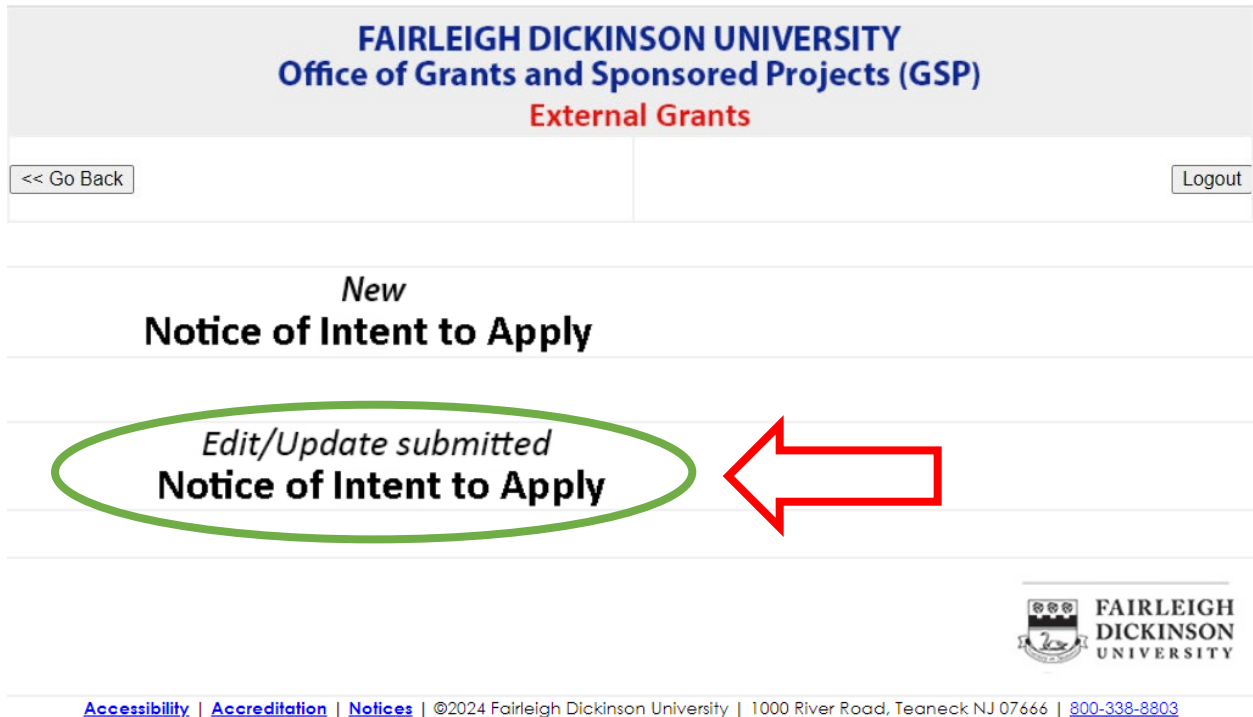 FAIRLEIGH DICKINSON UNIVERSITY
Office of Grants and Sponsored Projects (GSP)
External Grants
<< Go Back
Logout
New
Notice of Intent to Apply
Edit/Update submitted
Notice of Intent to Apply
FAIRLEIGH
DICKINSON
UNIVERSITY
Accessibility | Accreditation | Notices | ©2024 Fairleigh Dickinson University | 1000 River Road, Teaneck NJ 07666 | 800-338-8803